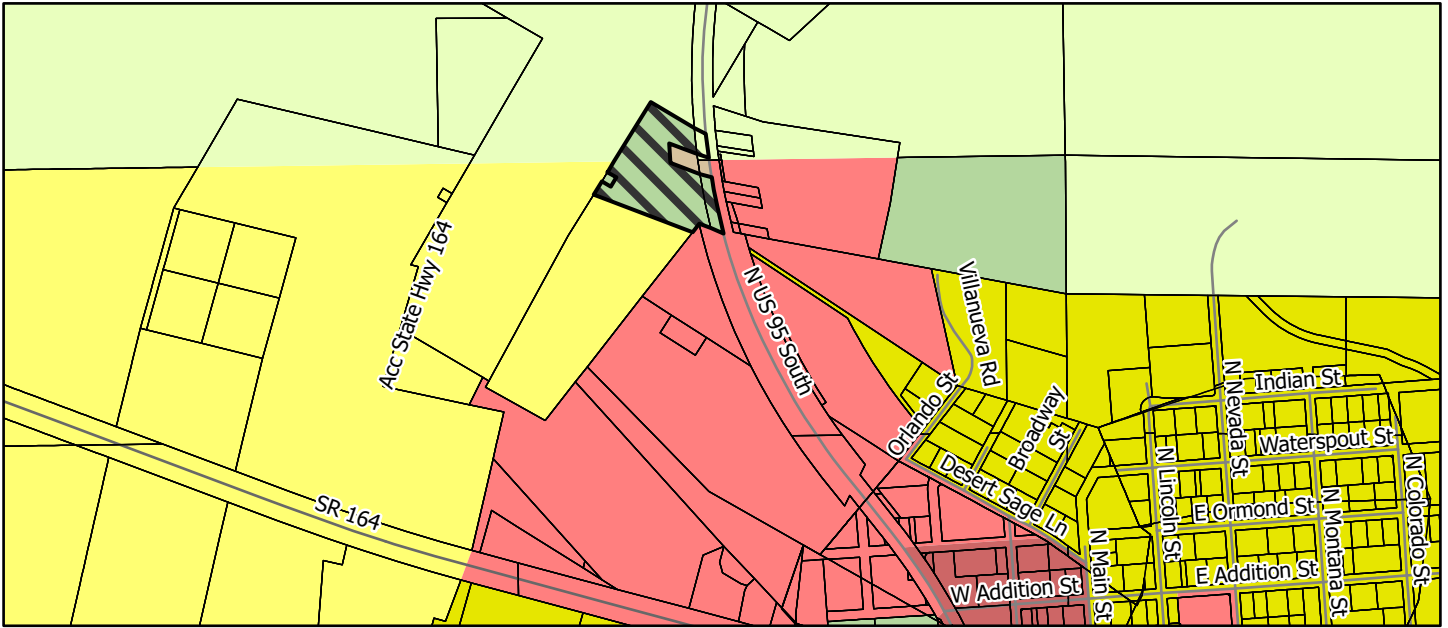 Acc State Hwy 164
N US 95 South
Villanueva Rd
Orlando St
Broadway
St
Indian St
N Nevada St
Waterspout St
Desert Sage Ln
N Lincoln St
N Colorado St
SR 164
E Ormond St
N Montana St
N Main St
E Addition St
W Addition St